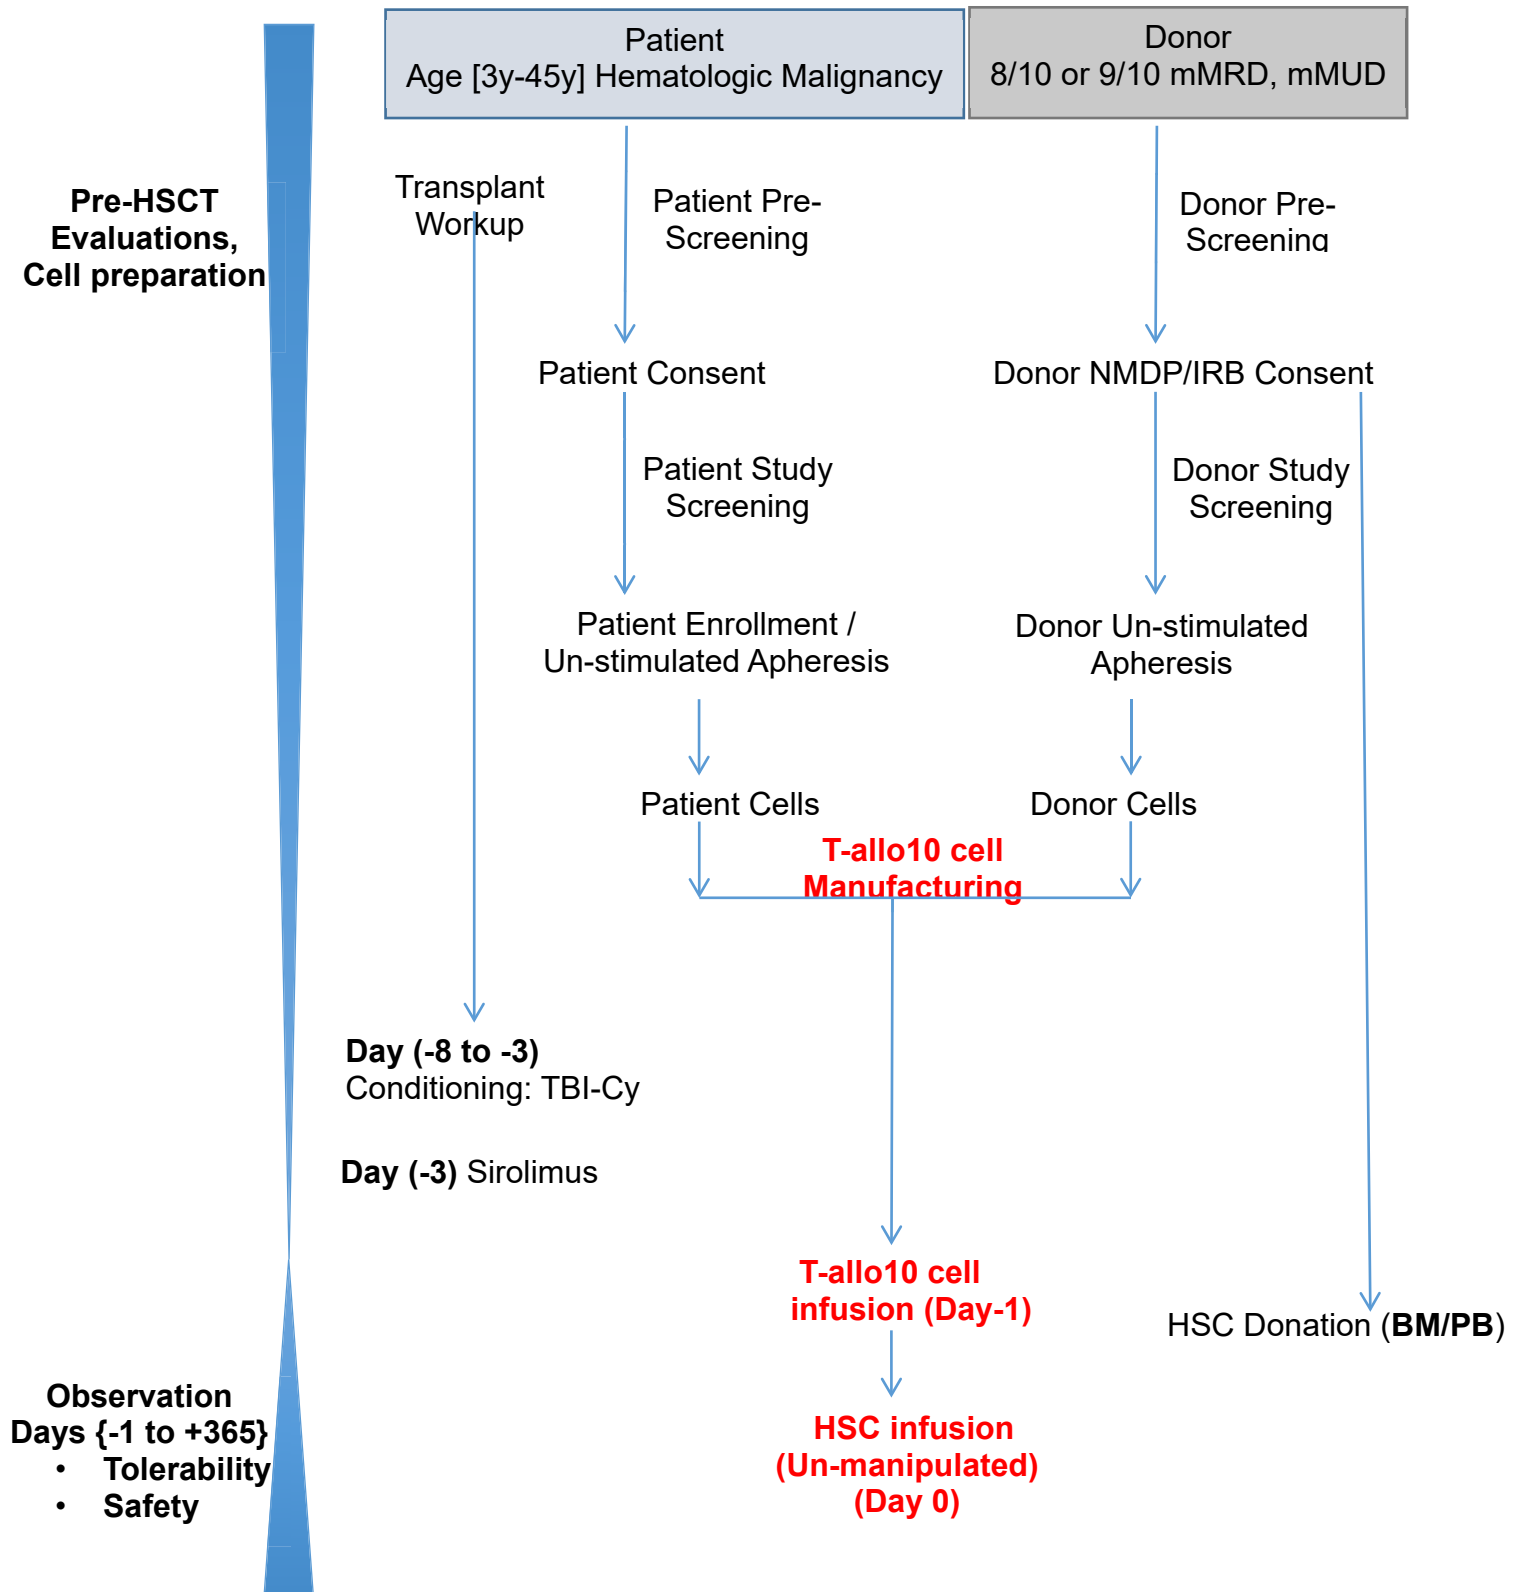 Patient
Age [3y-45y] Hematologic Malignancy
Donor
8/10 or 9/10 mMRD, mMUD
Pre-HSCT
Evaluations,
Cell preparation
Transplant
Workup
Patient Pre-
Screening
Donor Pre-
Screening
Patient Consent
Donor NMDP/IRB Consent
Patient Study
Screening
Donor Study
Screening
Patient Enrollment /
Un-stimulated Apheresis
Donor Un-stimulated
Apheresis
Patient Cells
Donor Cells
T-allo10 cell
Manufacturing
Day (-8 to -3)
Conditioning: TBI-Cy
Day (-3) Sirolimus
T-allo10 cell
infusion (Day-1)
HSC Donation (BM/PB)
Observation
Days {-1 to +365}
• Tolerability
• Safety
HSC infusion
(Un-manipulated)
(Day 0)